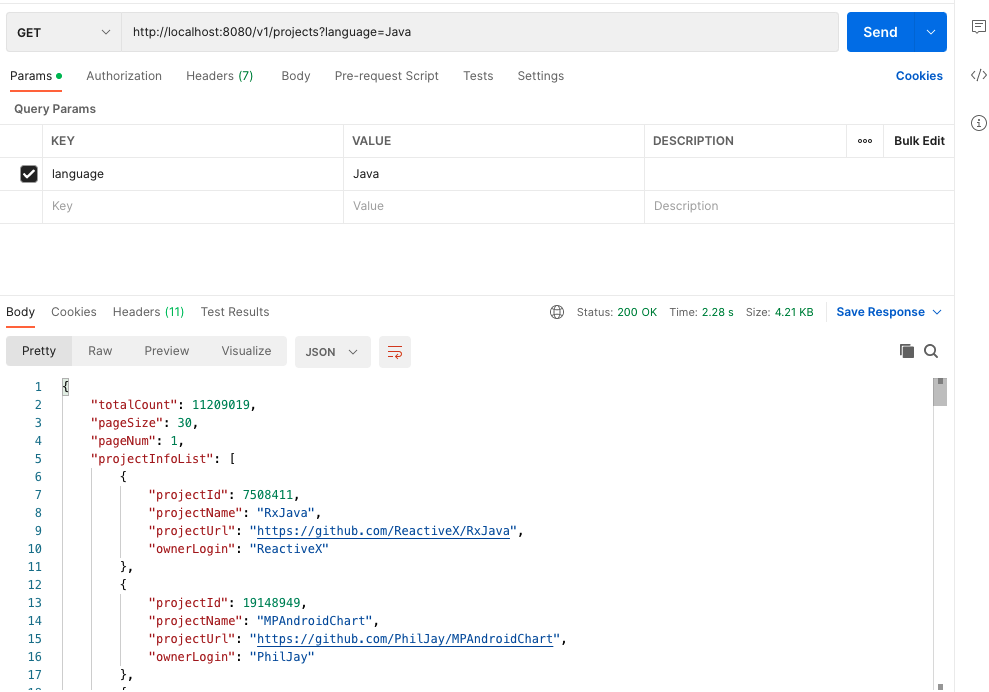 GET http://localhost:8080/v1/projects?language=Java Send
Params Authorization Headers (7) Body Pre-request Script Tests Settings Cookies
Query Params
KEY VALUE DESCRIPTION ooo Bulk Edit
language Java
Key Value Description
Body Cookies Headers (11) Test Results Status: 200 OK Time: 2.28 s Size: 4.21 KB Save Response
Pretty Raw Preview Visualize JSON
1 {
2 "totalCount": 11209019,
3 "pageSize": 30,
4 "pageNum": 1,
5 "projectInfoList": [
6 {
7 "projectId": 7508411,
8 "projectName": "RxJava",
9 "projectUrl": "https://github.com/ReactiveX/RxJava",
10 "ownerLogin": "ReactiveX"
11 },
12 {
13 "projectId": 19148949,
14 "projectName": "MPAndroidChart",
15 "projectUrl": "https://github.com/PhilJay/MPAndroidChart",
16 "ownerLogin": "PhilJay"
17 },
18 {